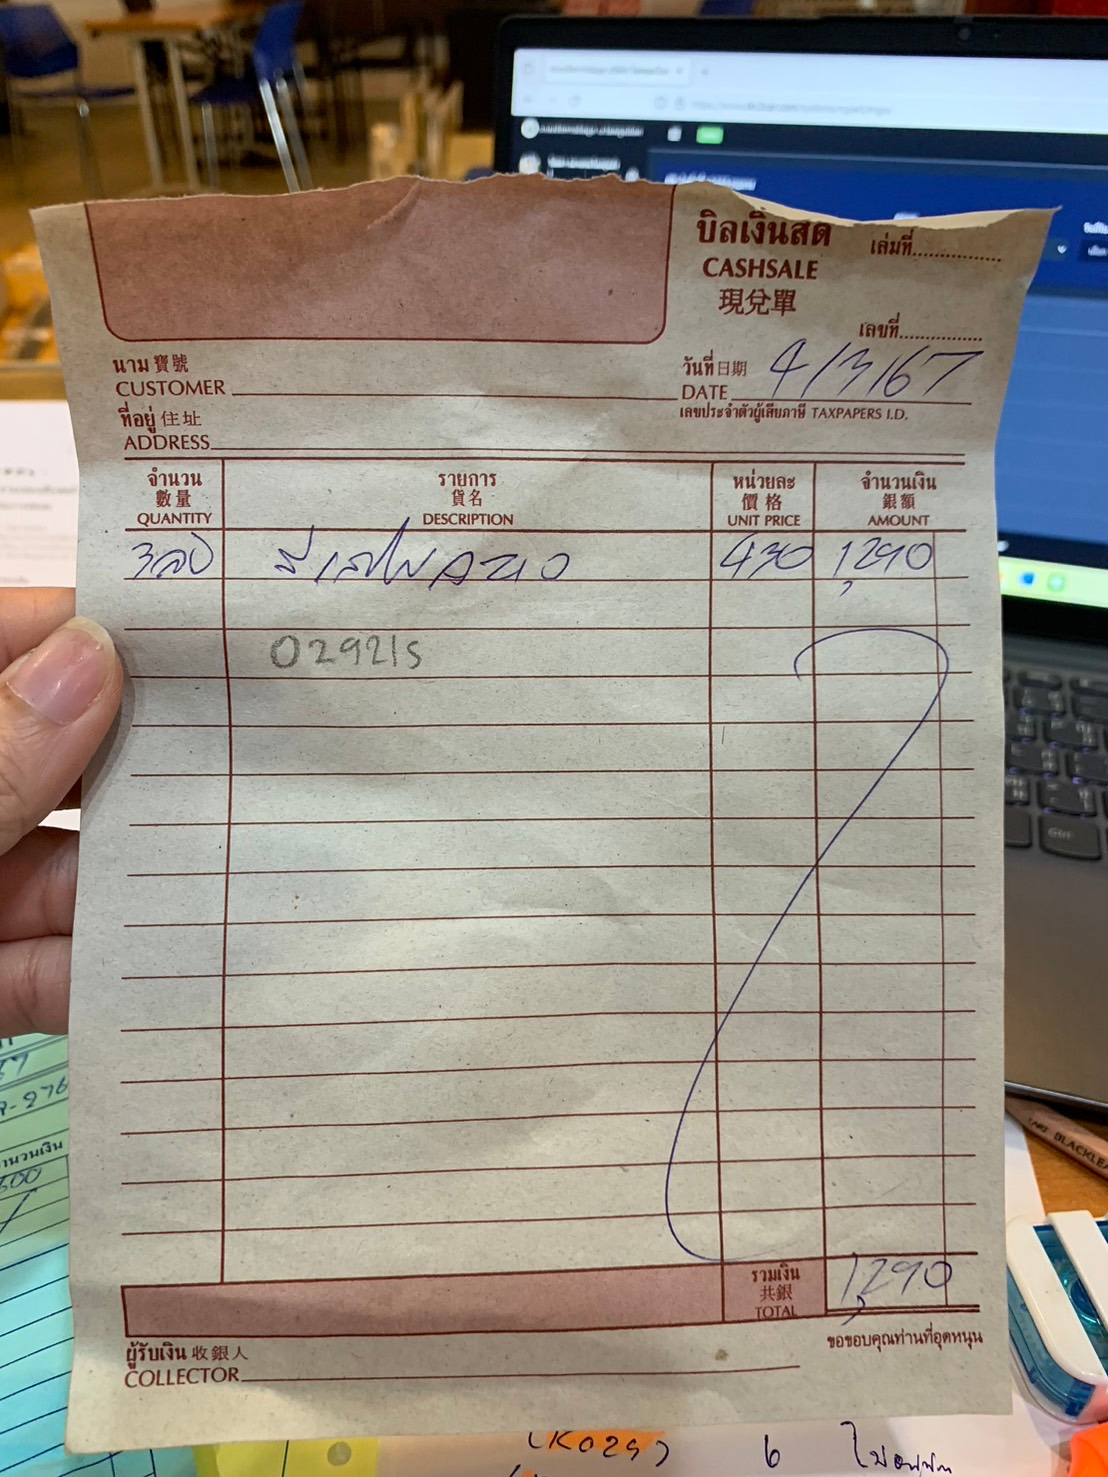 บิลเงินสด
เล่มที่
CASHSALE
現兌單
เลขที่
นาม 寶號
CUSTOMER
วันที่ 日期
DATE 4/3/67
ที่อยู่ 住址
ADDRESS
เลขประจำตัวผู้เสียภาษี TAXPAPERS I.D.
จำนวน รายการ หน่วยละ จำนวนเงิน
數量 貨名 價格 銀額
QUANTITY DESCRIPTION UNIT PRICE AMOUNT
3 430 1,290
02921s
รวมเงิน
共銀
TOTAL 1,290
ผู้รับเงิน 收銀人
COLLECTOR
ขอขอบคุณท่านที่อุดหนุน